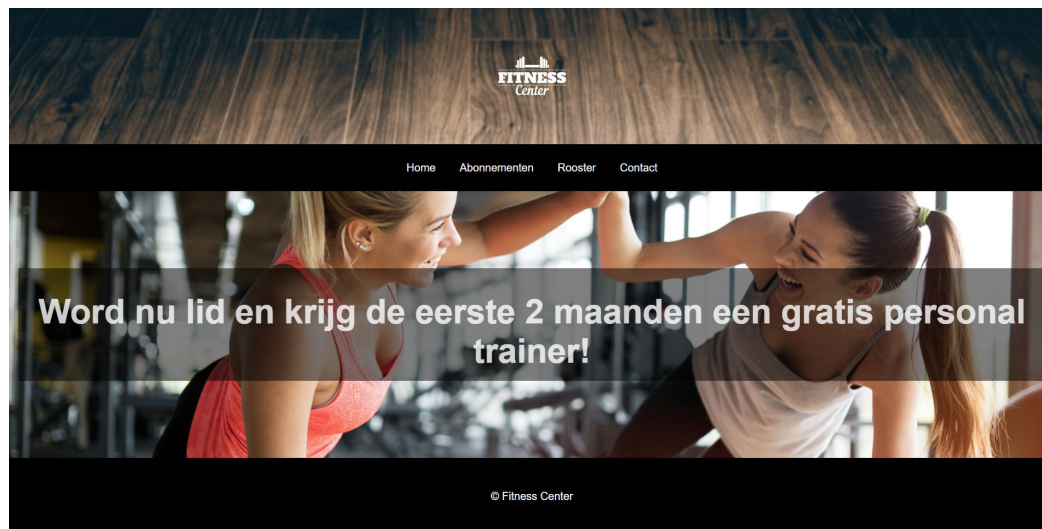 FITNESS
Center
Home Abonnementen Rooster Contact
Word nu lid en krijg de eerste 2 maanden een gratis personal
trainer!
© Fitness Center